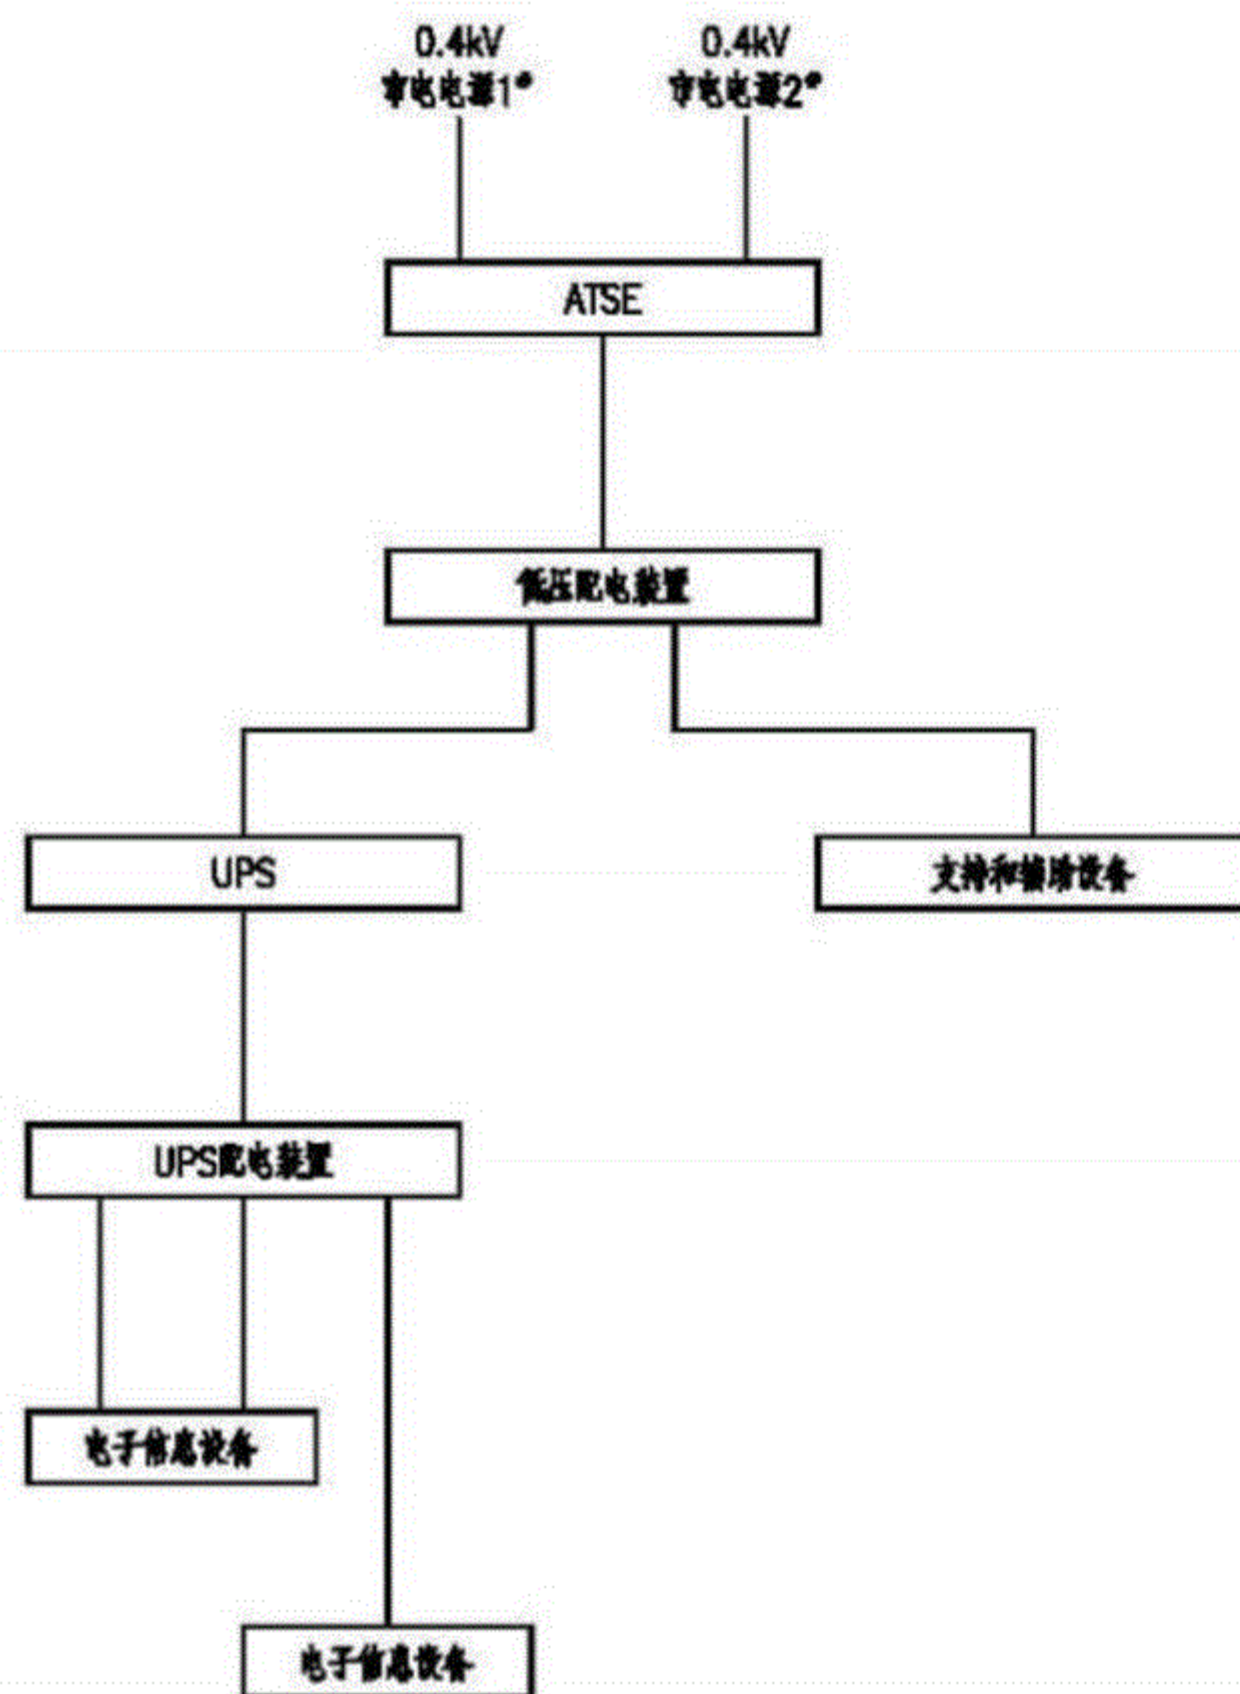 0.4kV
市电电源1#
0.4kV
市电电源2#
ATSE
低压配电装置
UPS
支持和辅助设备
UPS配电装置
电子信息设备
电子信息设备